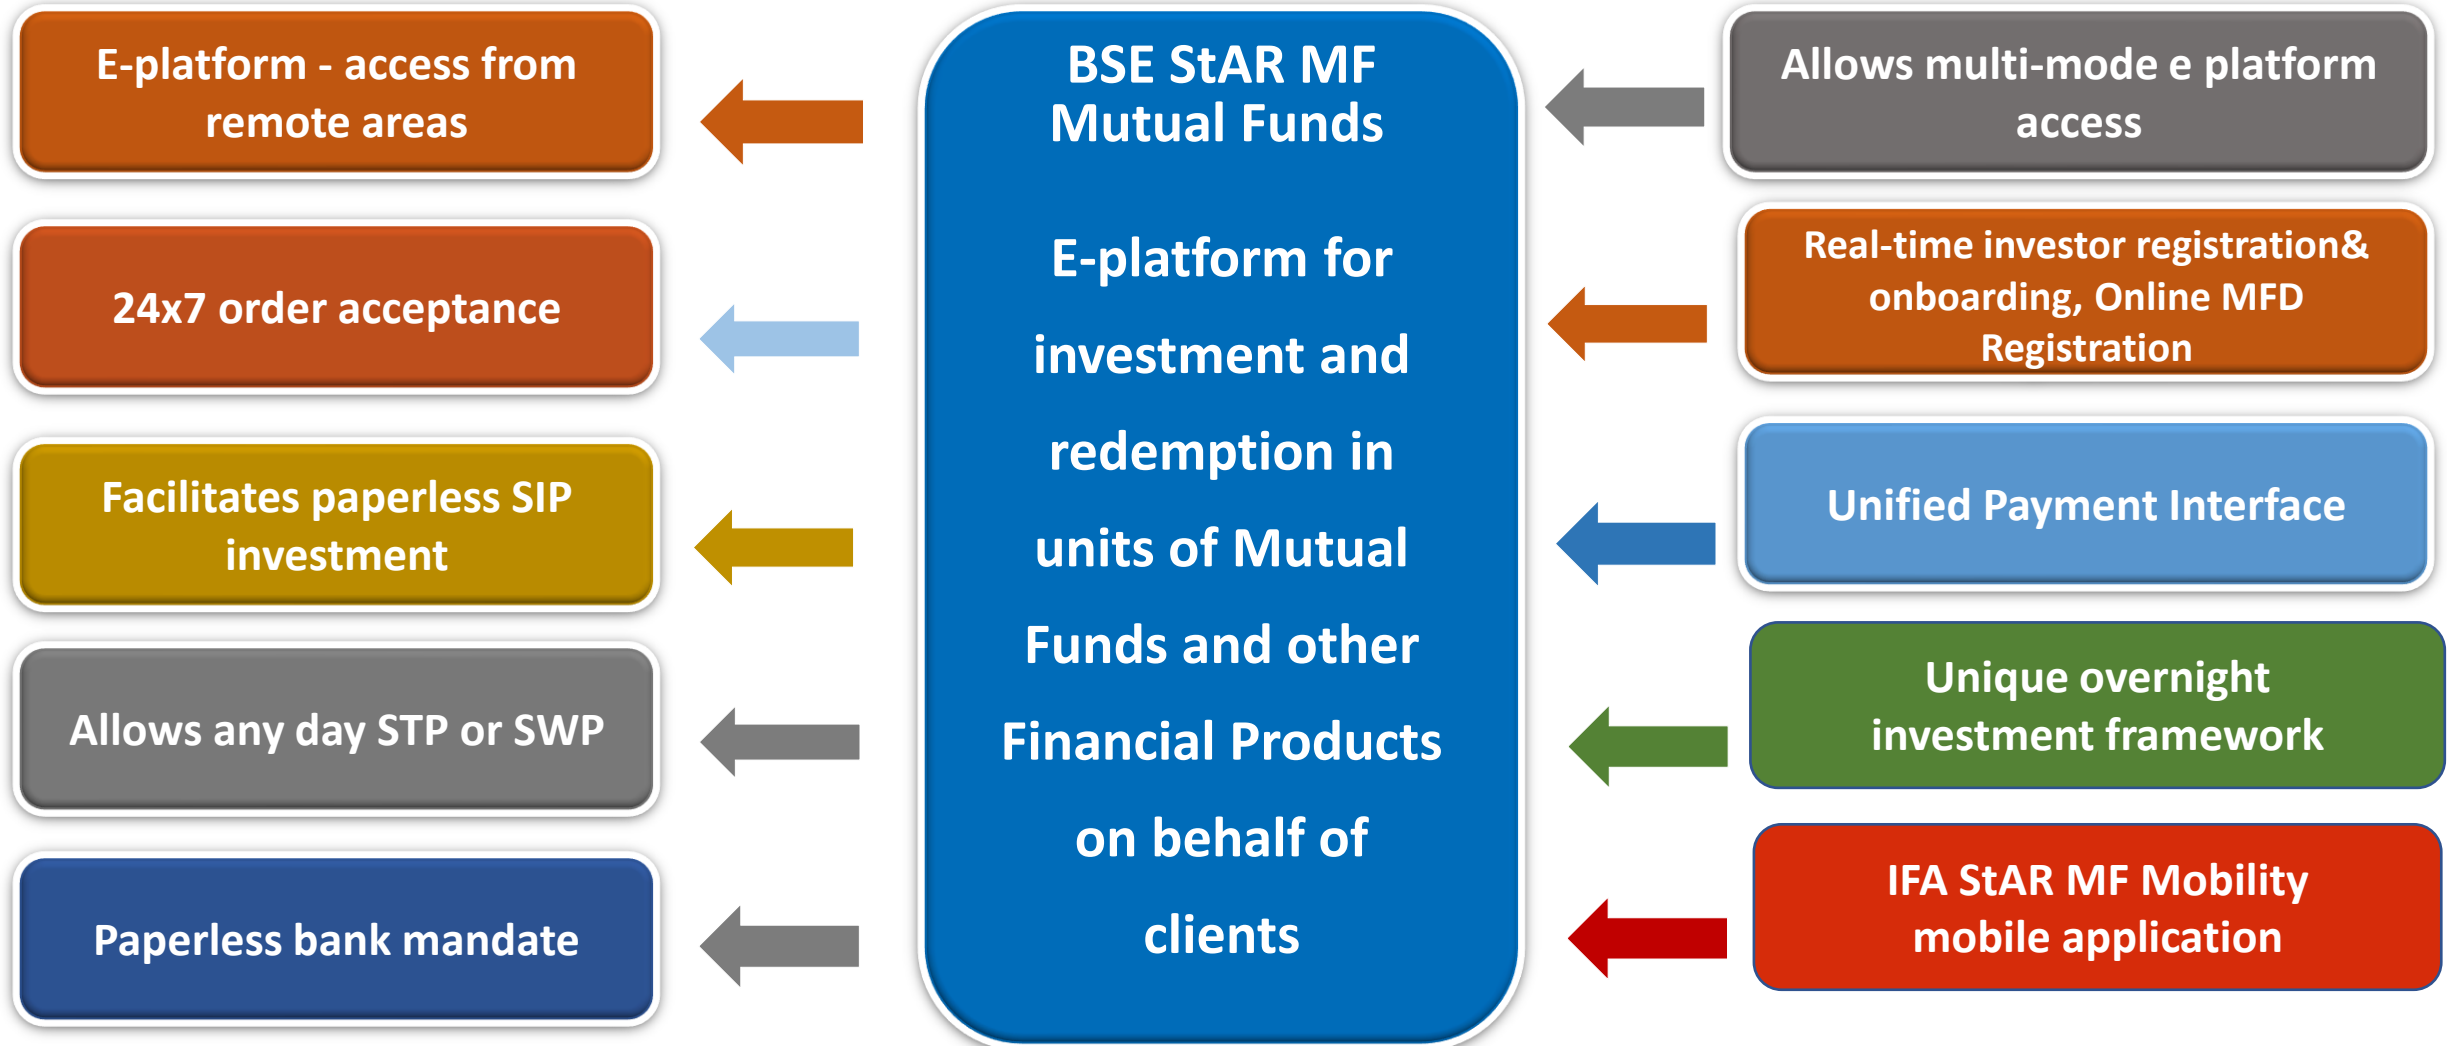 E-platform - access from
remote areas
24x7 order acceptance
Facilitates paperless SIP
investment
Allows any day STP or SWP
Paperless bank mandate
BSE StAR MF
Mutual Funds
E-platform for
investment and
redemption in
units of Mutual
Funds and other
Financial Products
on behalf of
clients
Allows multi-mode e platform
access
Real-time investor registration&
onboarding, Online MFD
Registration
Unified Payment Interface
Unique overnight
investment framework
IFA StAR MF Mobility
mobile application